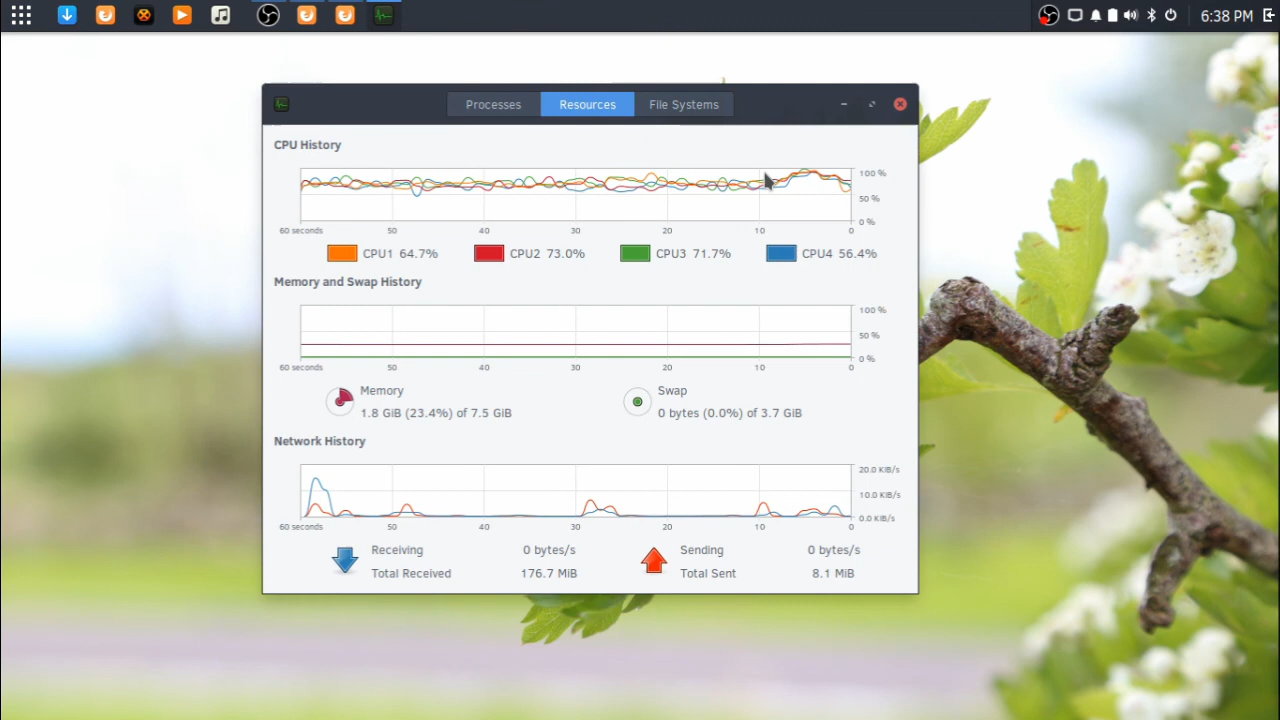 6:38 PM
Processes Resources File Systems
CPU History
100 %
50 %
0 %
60 seconds 50 40 30 20 10 0
CPU1 64.7% CPU2 73.0% CPU3 71.7% CPU4 56.4%
Memory and Swap History
100 %
50 %
0 %
60 seconds 50 40 30 20 10 0
Memory Swap
1.8 GiB (23.4%) of 7.5 GiB 0 bytes (0.0%) of 3.7 GiB
Network History
20.0 KiB/s
10.0 KiB/s
0.0 KiB/s
60 seconds 50 40 30 20 10 0
Receiving 0 bytes/s Sending 0 bytes/s
Total Received 176.7 MiB Total Sent 8.1 MiB